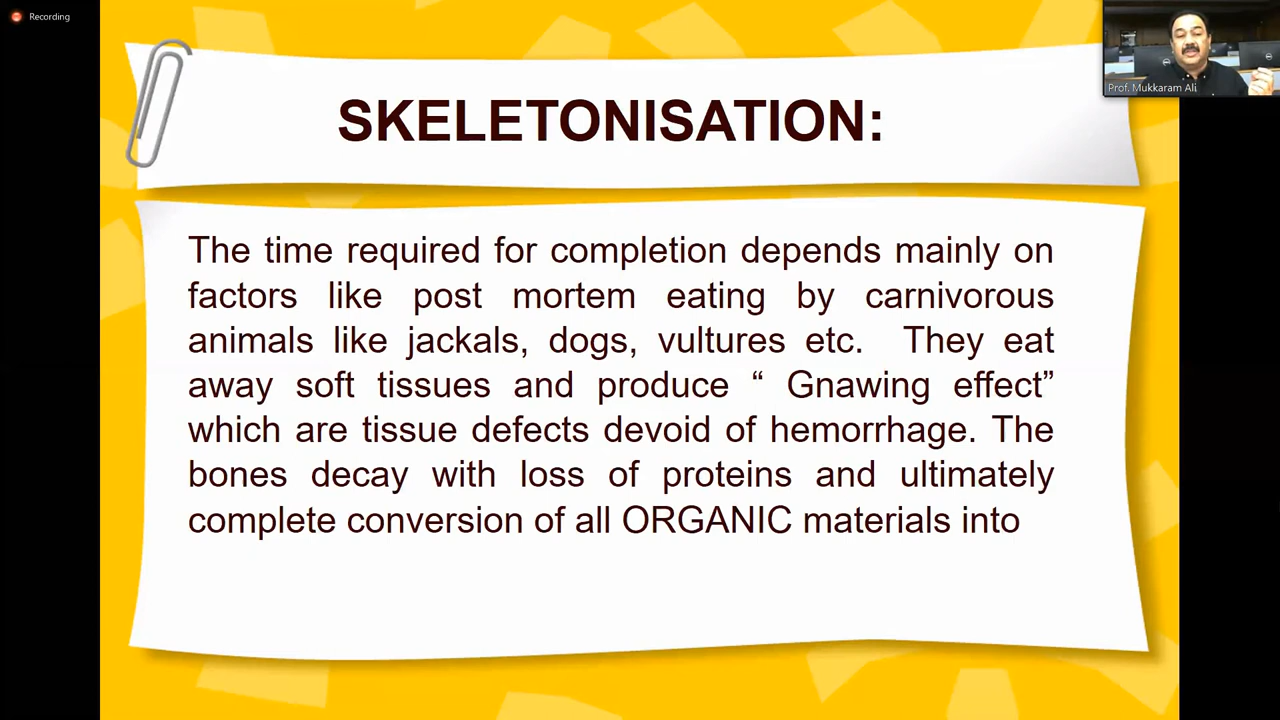 Recording
Prof. Mukkaram Ali
SKELETONISATION:
The time required for completion depends mainly on
factors like post mortem eating by carnivorous
animals like jackals, dogs, vultures etc. They eat
away soft tissues and produce “ Gnawing effect”
which are tissue defects devoid of hemorrhage. The
bones decay with loss of proteins and ultimately
complete conversion of all ORGANIC materials into